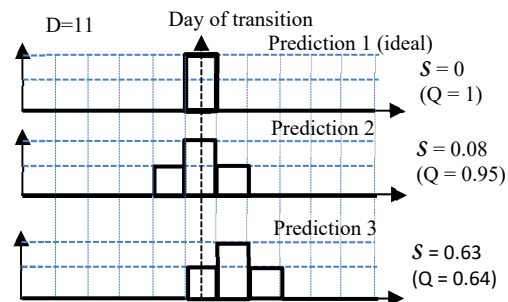 D=11
Day of transition
Prediction 1 (ideal)
S = 0
(Q = 1)
Prediction 2
S = 0.08
(Q = 0.95)
Prediction 3
S = 0.63
(Q = 0.64)